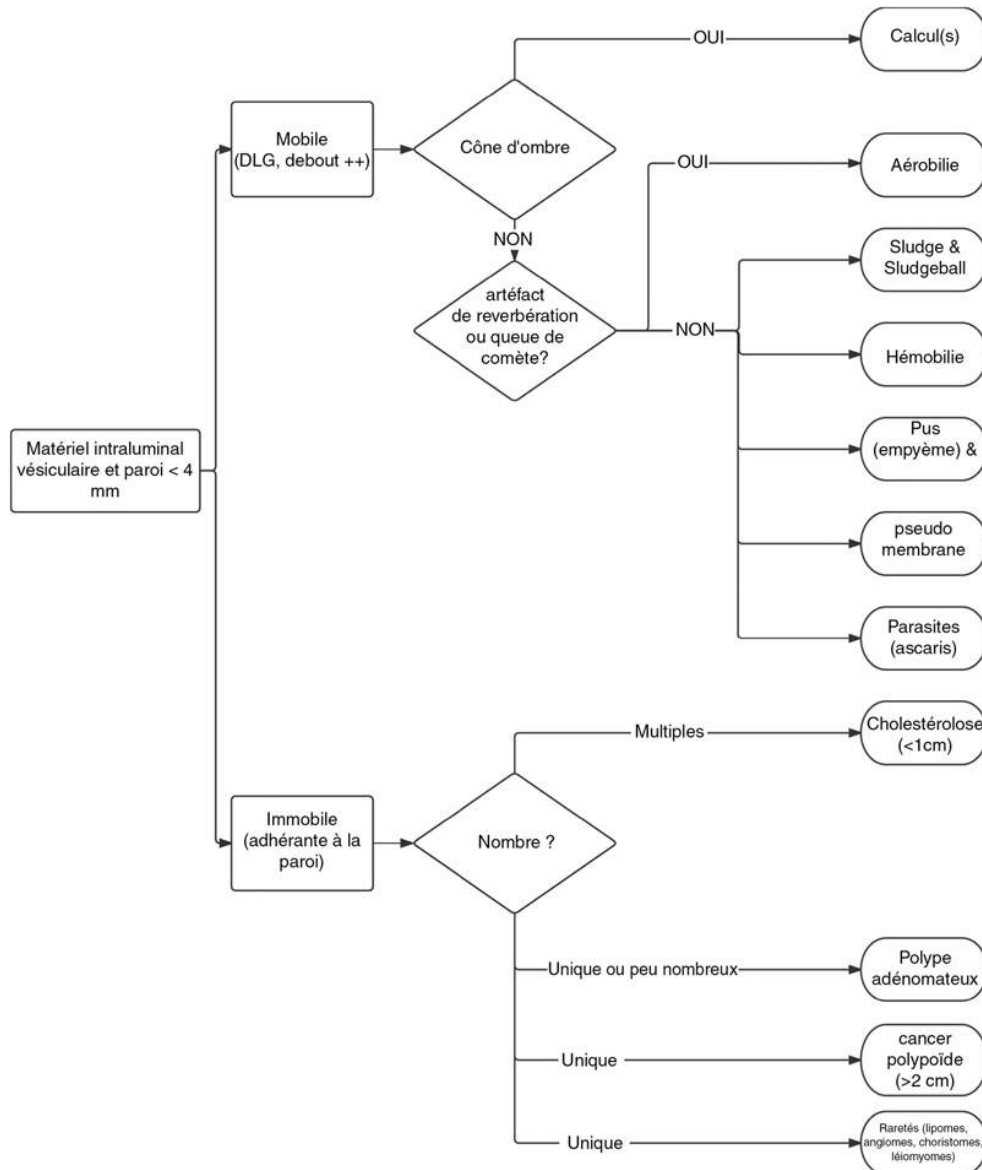 OUI
Calcul(s)
Mobile
(DLG, debout ++)
Cône d'ombre
OUI
Aérobilie
NON
Sludge &
Sludgeball
artéfact
de reverbération
ou queue de
comète?
NON
Hémobilie
Pus
(empyème) &
Matériel intraluminal
vésiculaire et paroi < 4
mm
pseudo
membrane
Parasites
(ascaris)
Multiples
Cholestérolose
(<1cm)
Immobile
(adhérante à la
paroi)
Nombre ?
Unique ou peu nombreux
Polype
adénomateux
Unique
cancer
polypoïde
(>2 cm)
Unique
Raretés (lipomes,
angiomes, choristomes,
léiomyomes)